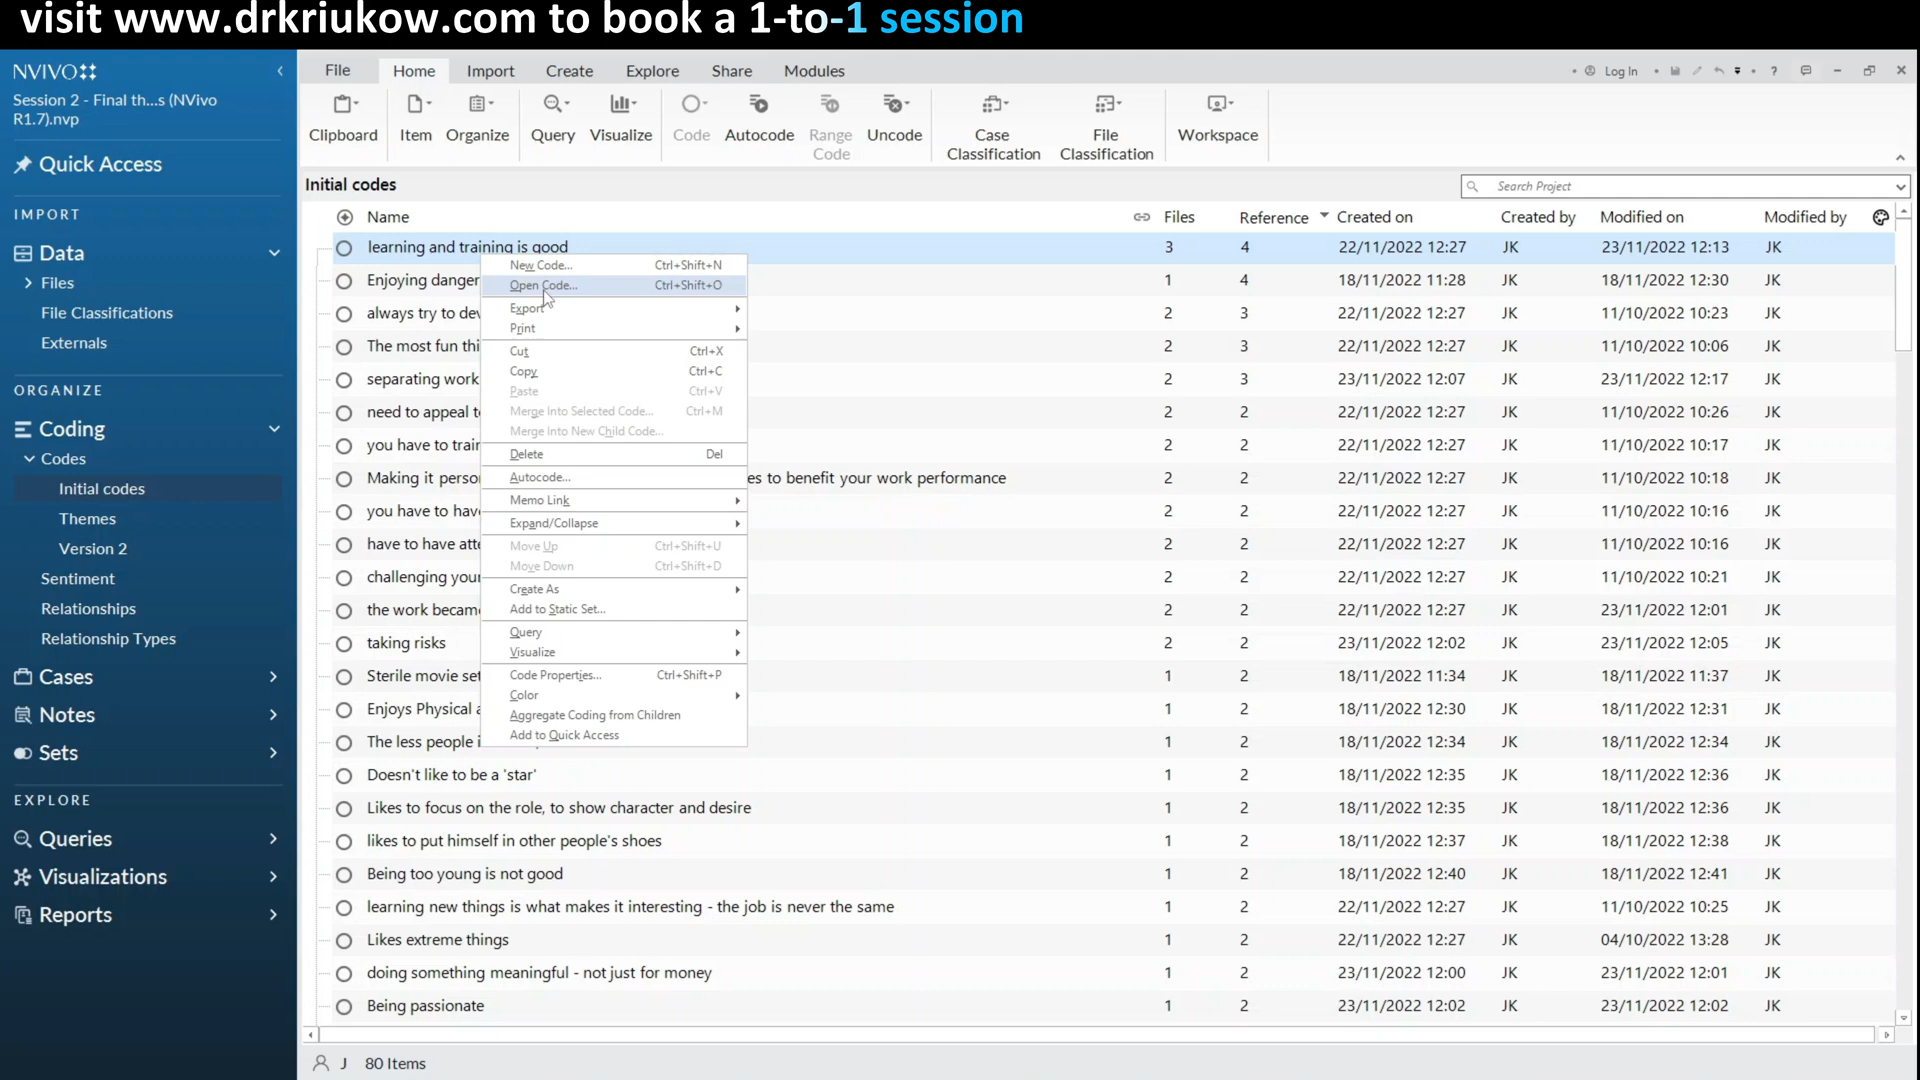 visit www.drkriukow.com to book a 1-to-1 session
NVIVO
Session 2 - Final th...s (NVivo
R1.7).nvp
Quick Access
IMPORT
Data
Files
File Classifications
Externals
ORGANIZE
Coding
Codes
Initial codes
Themes
Version 2
Sentiment
Relationships
Relationship Types
Cases
Notes
Sets
EXPLORE
Queries
Visualizations
Reports
File Home Import Create Explore Share Modules
Log In ?
Clipboard Item Organize Query Visualize Code Autocode Range Code Uncode Case Classification File Classification Workspace
Initial codes
Search Project
Name Files Reference Created on Created by Modified on Modified by
learning and training is good 3 4 22/11/2022 12:27 JK 23/11/2022 12:13 JK
Enjoying danger 1 4 18/11/2022 11:28 JK 18/11/2022 12:30 JK
always try to dev 2 3 22/11/2022 12:27 JK 11/10/2022 10:23 JK
The most fun thi 2 3 22/11/2022 12:27 JK 11/10/2022 10:06 JK
separating work 2 3 23/11/2022 12:07 JK 23/11/2022 12:17 JK
need to appeal t 2 2 22/11/2022 12:27 JK 11/10/2022 10:26 JK
you have to train 2 2 22/11/2022 12:27 JK 11/10/2022 10:17 JK
Making it perso es to benefit your work performance 2 2 22/11/2022 12:27 JK 11/10/2022 10:18 JK
you have to have 2 2 22/11/2022 12:27 JK 11/10/2022 10:16 JK
have to have atte 2 2 22/11/2022 12:27 JK 11/10/2022 10:16 JK
challenging your 2 2 22/11/2022 12:27 JK 11/10/2022 10:21 JK
the work becam 2 2 22/11/2022 12:27 JK 23/11/2022 12:01 JK
taking risks 2 2 23/11/2022 12:02 JK 23/11/2022 12:05 JK
Sterile movie set 1 2 18/11/2022 11:34 JK 18/11/2022 11:37 JK
Enjoys Physical a 1 2 18/11/2022 12:30 JK 18/11/2022 12:31 JK
The less people i 1 2 18/11/2022 12:34 JK 18/11/2022 12:34 JK
Doesn't like to be a 'star' 1 2 18/11/2022 12:35 JK 18/11/2022 12:36 JK
Likes to focus on the role, to show character and desire 1 2 18/11/2022 12:35 JK 18/11/2022 12:36 JK
likes to put himself in other people's shoes 1 2 18/11/2022 12:37 JK 18/11/2022 12:38 JK
Being too young is not good 1 2 18/11/2022 12:40 JK 18/11/2022 12:41 JK
learning new things is what makes it interesting - the job is never the same 1 2 22/11/2022 12:27 JK 11/10/2022 10:25 JK
Likes extreme things 1 2 22/11/2022 12:27 JK 04/10/2022 13:28 JK
doing something meaningful - not just for money 1 2 23/11/2022 12:00 JK 23/11/2022 12:01 JK
Being passionate 1 2 23/11/2022 12:02 JK 23/11/2022 12:02 JK
New Code... Ctrl+Shift+N
Open Code... Ctrl+Shift+O
Export
Print
Cut Ctrl+X
Copy Ctrl+C
Paste Ctrl+V
Merge Into Selected Code... Ctrl+M
Merge Into New Child Code...
Delete Del
Autocode...
Memo Link
Expand/Collapse
Move Up Ctrl+Shift+U
Move Down Ctrl+Shift+D
Create As
Add to Static Set...
Query
Visualize
Code Properties... Ctrl+Shift+P
Color
Aggregate Coding from Children
Add to Quick Access
J 80 Items